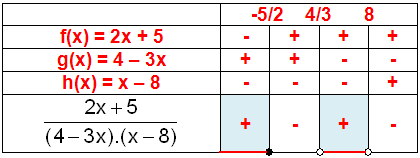 -5/2 4/3 8
f(x) = 2x + 5 - + + +
g(x) = 4 – 3x + + - -
h(x) = x – 8 - - - +
2x + 5
(4 – 3x).(x – 8) + - + -